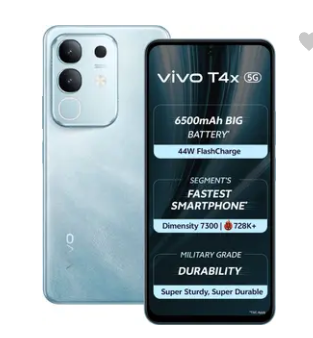 vivo T4x 5G
6500mAh BIG
BATTERY*
44W FlashCharge
SEGMENT'S
FASTEST
SMARTPHONE*
Dimensity 7300 | 728K+
MILITARY GRADE
DURABILITY
Super Sturdy, Super Durable